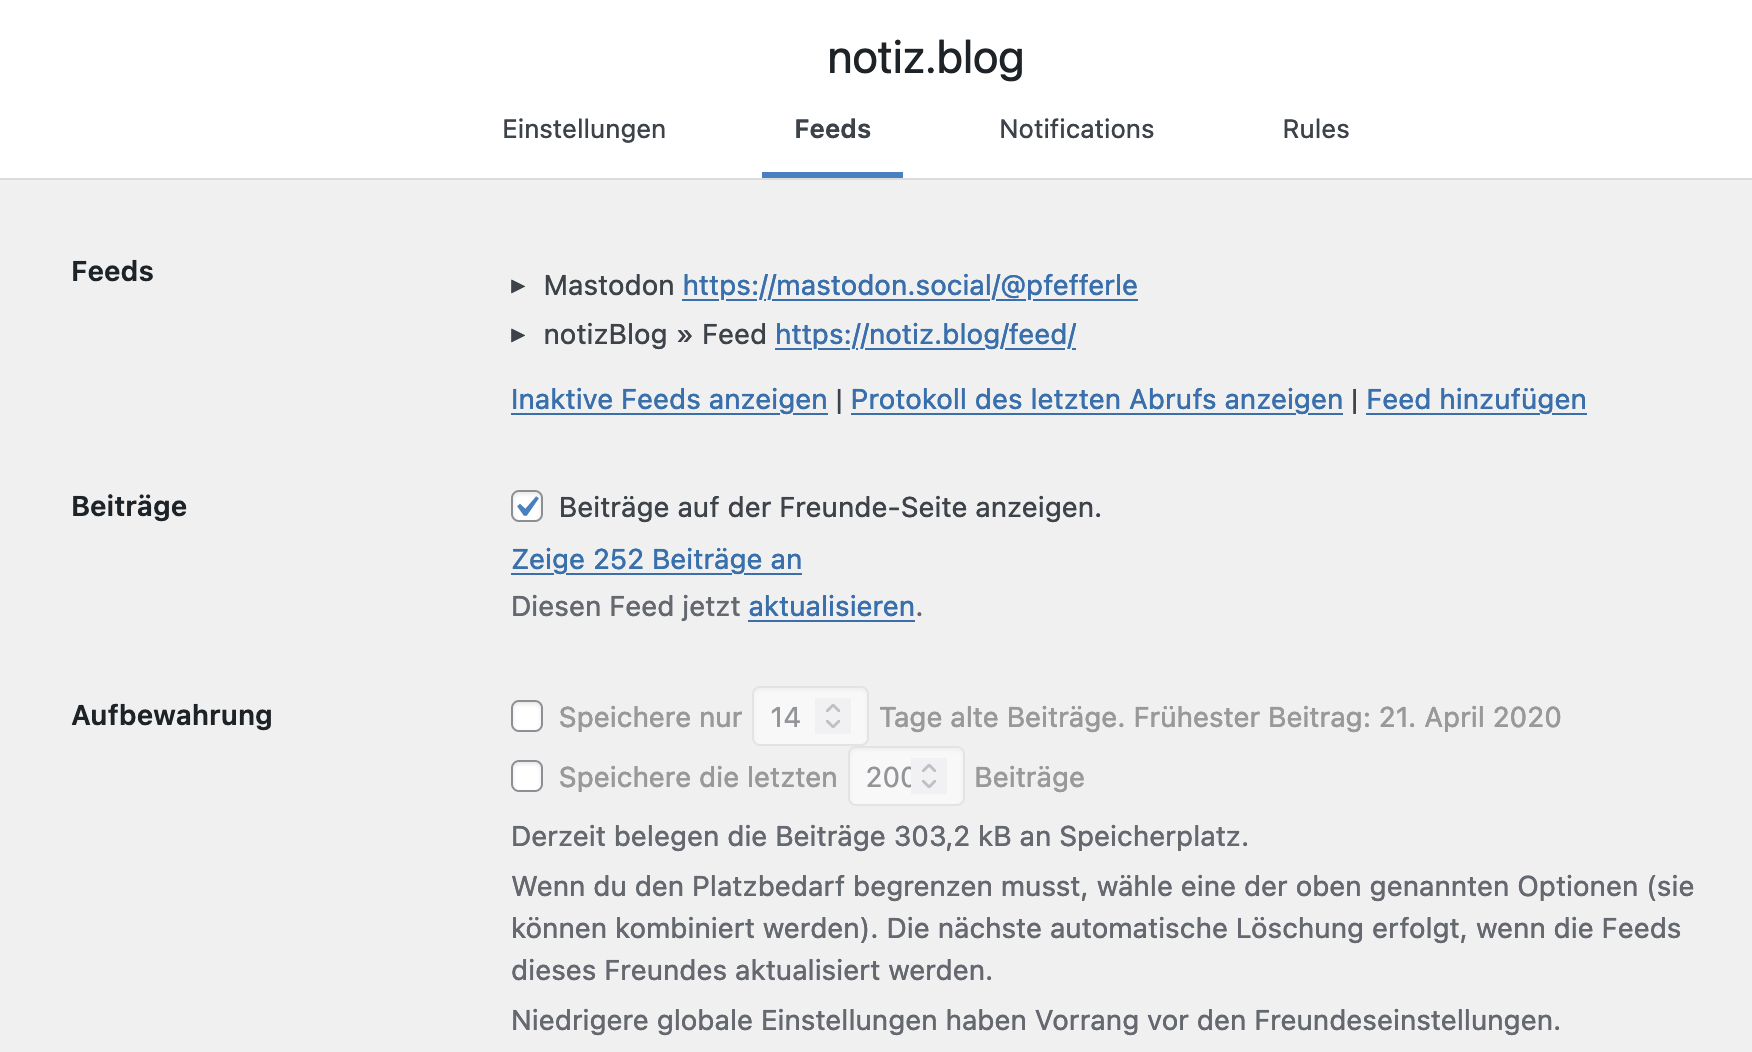 notiz.blog
Einstellungen Feeds Notifications Rules
Feeds
Mastodon https://mastodon.social/@pfefferle
notizBlog » Feed https://notiz.blog/feed/
Inaktive Feeds anzeigen | Protokoll des letzten Abrufs anzeigen | Feed hinzufügen
Beiträge
Beiträge auf der Freunde-Seite anzeigen.
Zeige 252 Beiträge an
Diesen Feed jetzt aktualisieren.
Aufbewahrung
Speichere nur 14 Tage alte Beiträge. Frühester Beitrag: 21. April 2020
Speichere die letzten 200 Beiträge
Derzeit belegen die Beiträge 303,2 kB an Speicherplatz.
Wenn du den Platzbedarf begrenzen musst, wähle eine der oben genannten Optionen (sie
können kombiniert werden). Die nächste automatische Löschung erfolgt, wenn die Feeds
dieses Freundes aktualisiert werden.
Niedrigere globale Einstellungen haben Vorrang vor den Freundeseinstellungen.